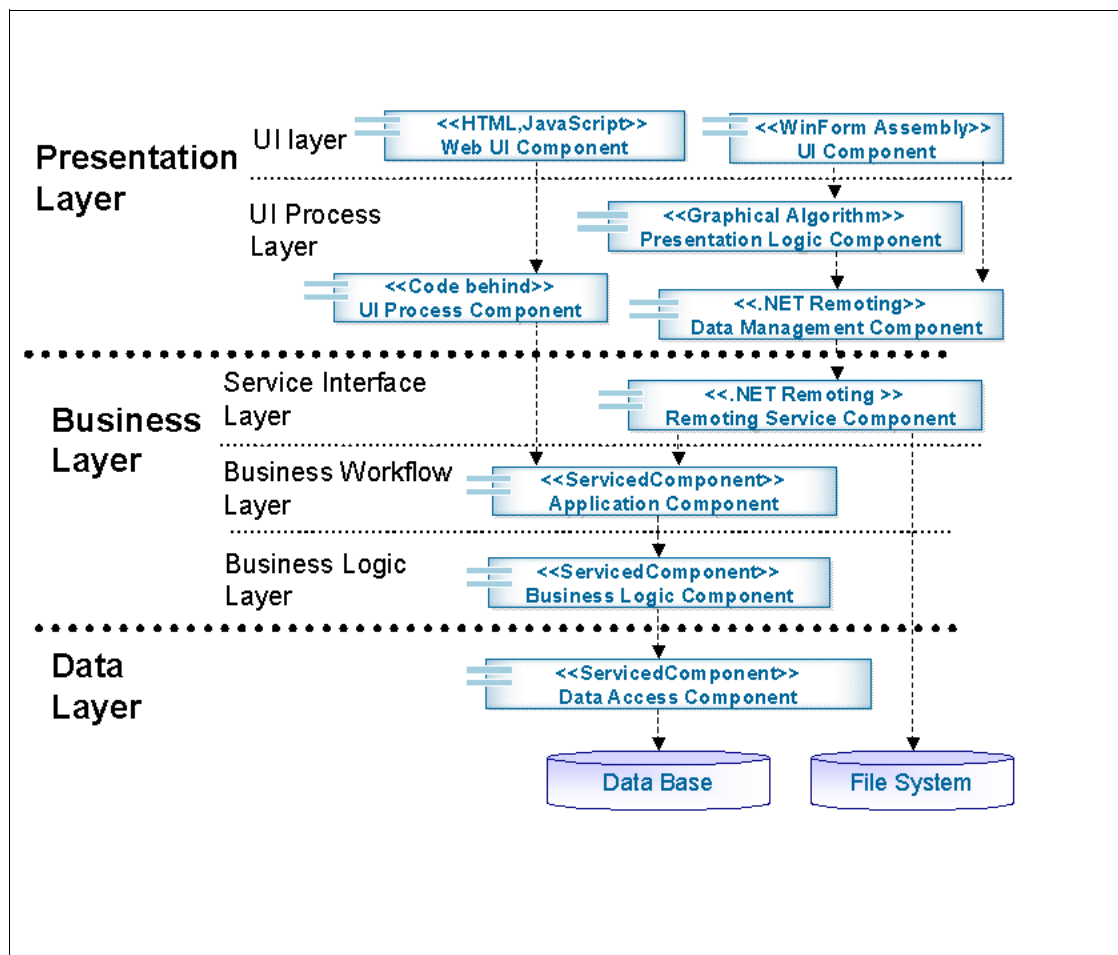 Presentation
Layer
UI layer
<<HTML,JavaScript>>
Web UI Component
<<WinForm Assembly>>
UI Component
UI Process
Layer
<<Graphical Algorithm>>
Presentation Logic Component
<<Code behind>>
UI Process Component
<<.NET Remoting>>
Data Management Component
Business
Layer
Service Interface
Layer
<<.NET Remoting >>
Remoting Service Component
Business Workflow
Layer
<<ServicedComponent>>
Application Component
Business Logic
Layer
<<ServicedComponent>>
Business Logic Component
Data
Layer
<<ServicedComponent>>
Data Access Component
Data Base
File System